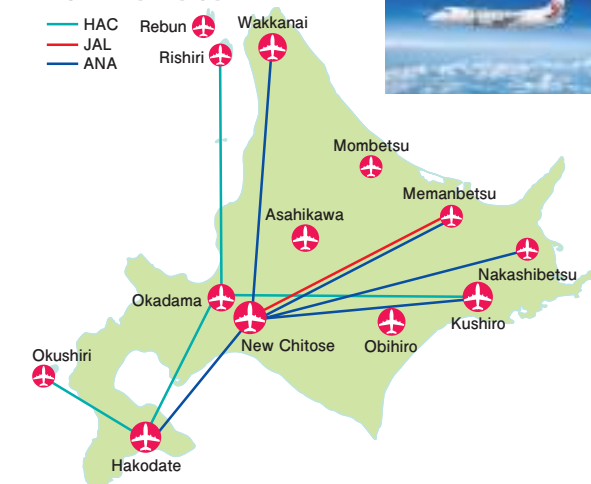 HAC
JAL
ANA
Rebun
Wakkanai
Rishiri
Mombetsu
Memanbetsu
Asahikawa
Nakashibetsu
Okadama
Kushiro
New Chitose
Obihiro
Okushiri
Hakodate